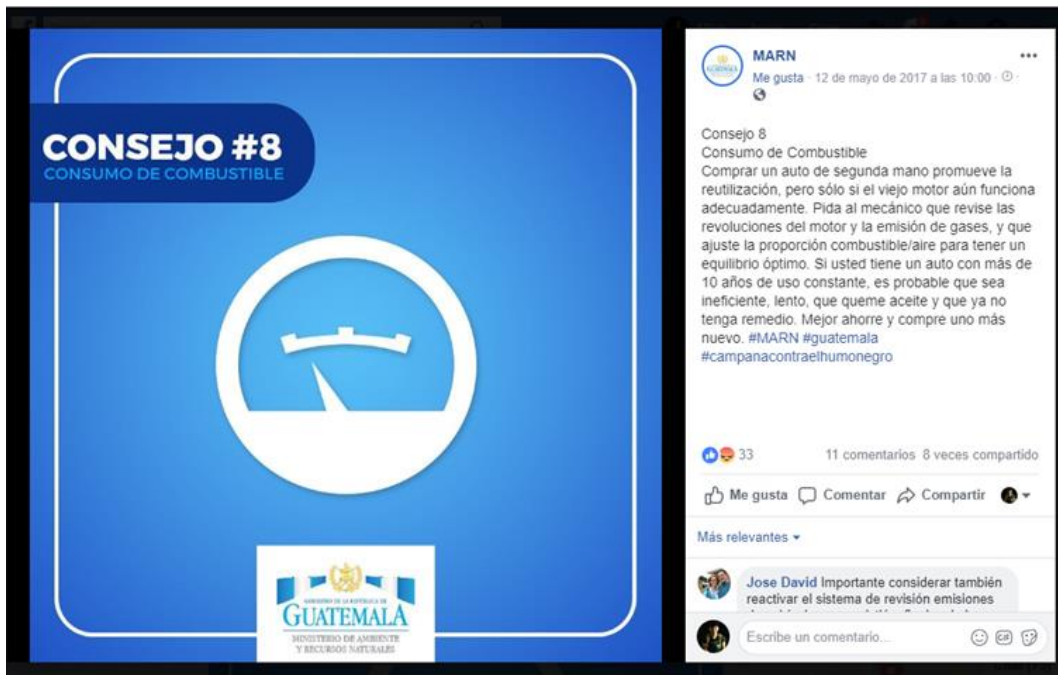 CONSEJO #8
CONSUMO DE COMBUSTIBLE
GOBIERNO DE LA REPÚBLICA DE
GUATEMALA
MINISTERIO DE AMBIENTE
Y RECURSOS NATURALES
MARN
Me gusta · 12 de mayo de 2017 a las 10:00 ·
Consejo 8
Consumo de Combustible
Comprar un auto de segunda mano promueve la
reutilización, pero sólo si el viejo motor aún funciona
adecuadamente. Pida al mecánico que revise las
revoluciones del motor y la emisión de gases, y que
ajuste la proporción combustible/aire para tener un
equilibrio óptimo. Si usted tiene un auto con más de
10 años de uso constante, es probable que sea
ineficiente, lento, que queme aceite y que ya no
tenga remedio. Mejor ahorre y compre uno más
nuevo. #MARN #guatemala
#campanacontraelhumonegro
33 11 comentarios 8 veces compartido
Me gusta Comentar Compartir
Más relevantes
Jose David Importante considerar también
reactivar el sistema de revisión emisiones
Escribe un comentario...
GIF